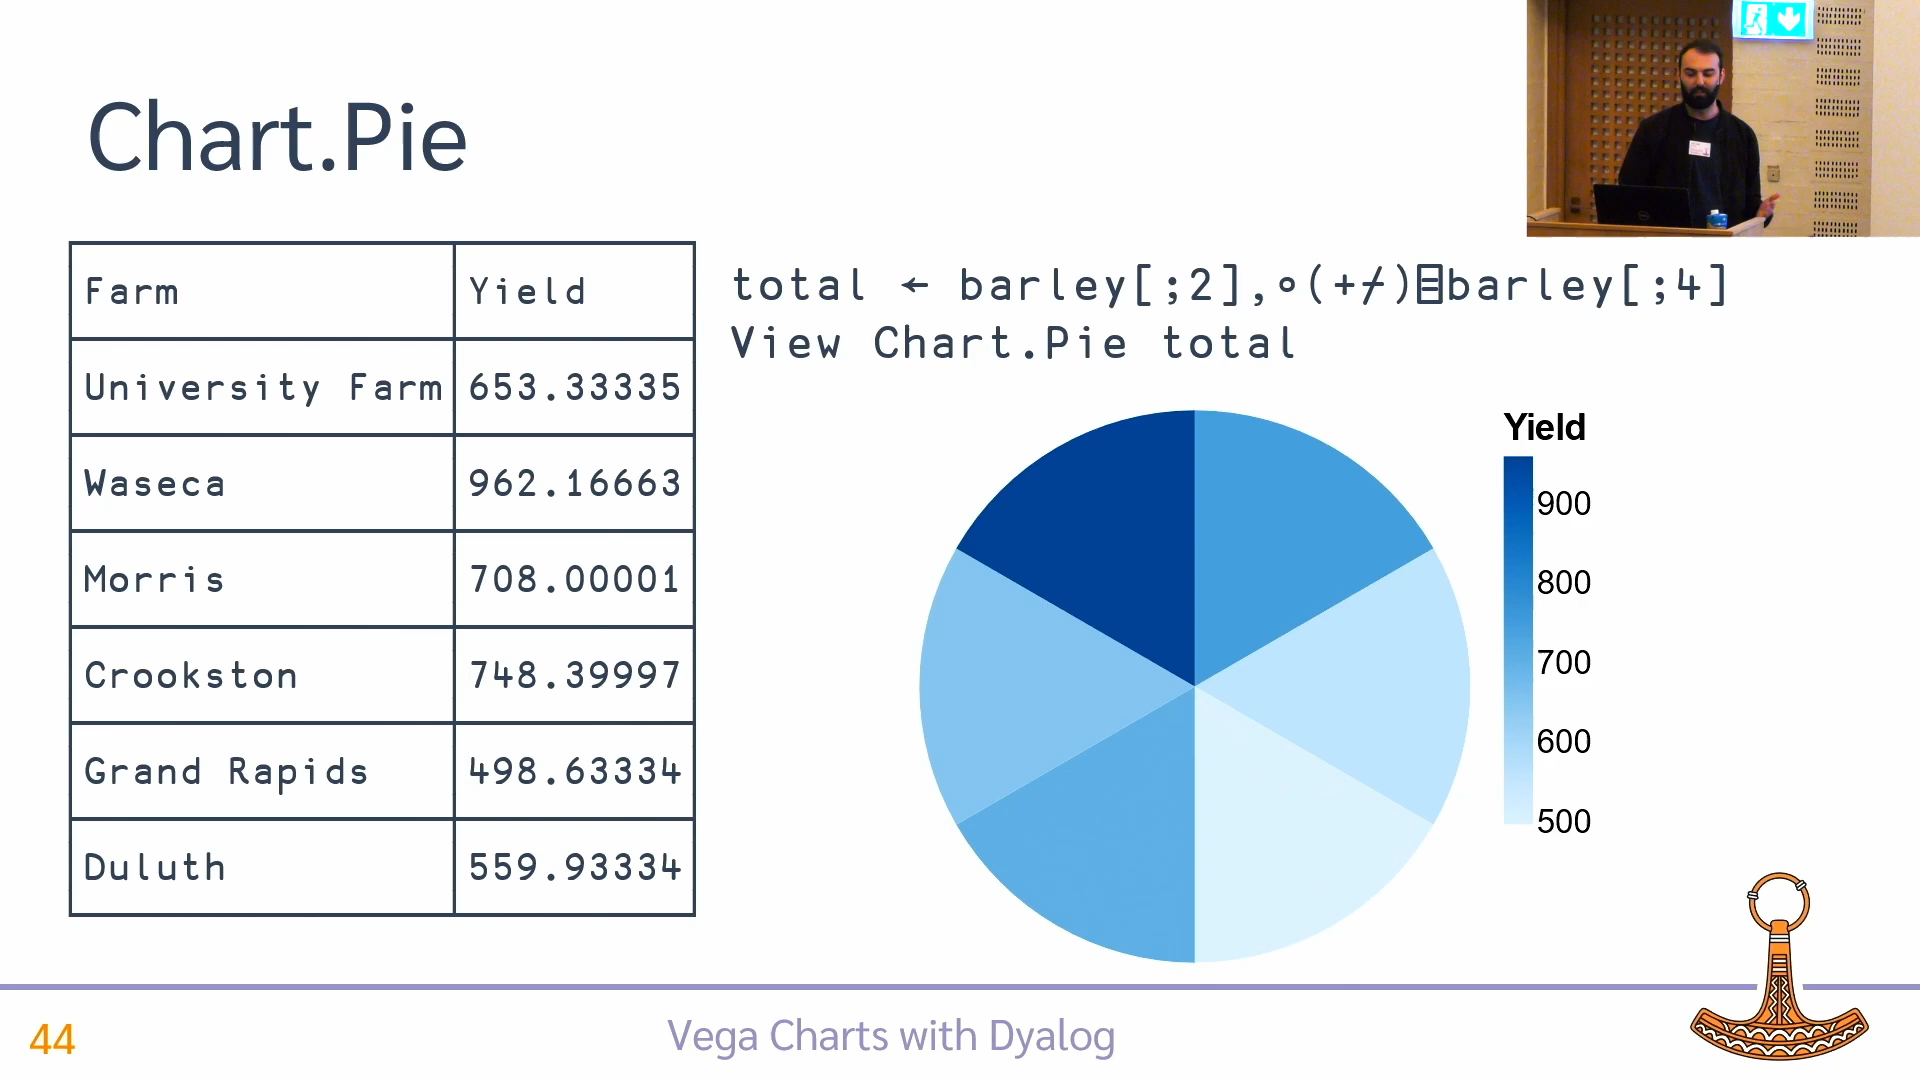 Chart.Pie
Farm Yield
University Farm 653.33335
Waseca 962.16663
Morris 708.00001
Crookston 748.39997
Grand Rapids 498.63334
Duluth 559.93334
total ← barley[;2],∘(+⌿)⌸barley[;4]
View Chart.Pie total
Yield
900
800
700
600
500
44
Vega Charts with Dyalog